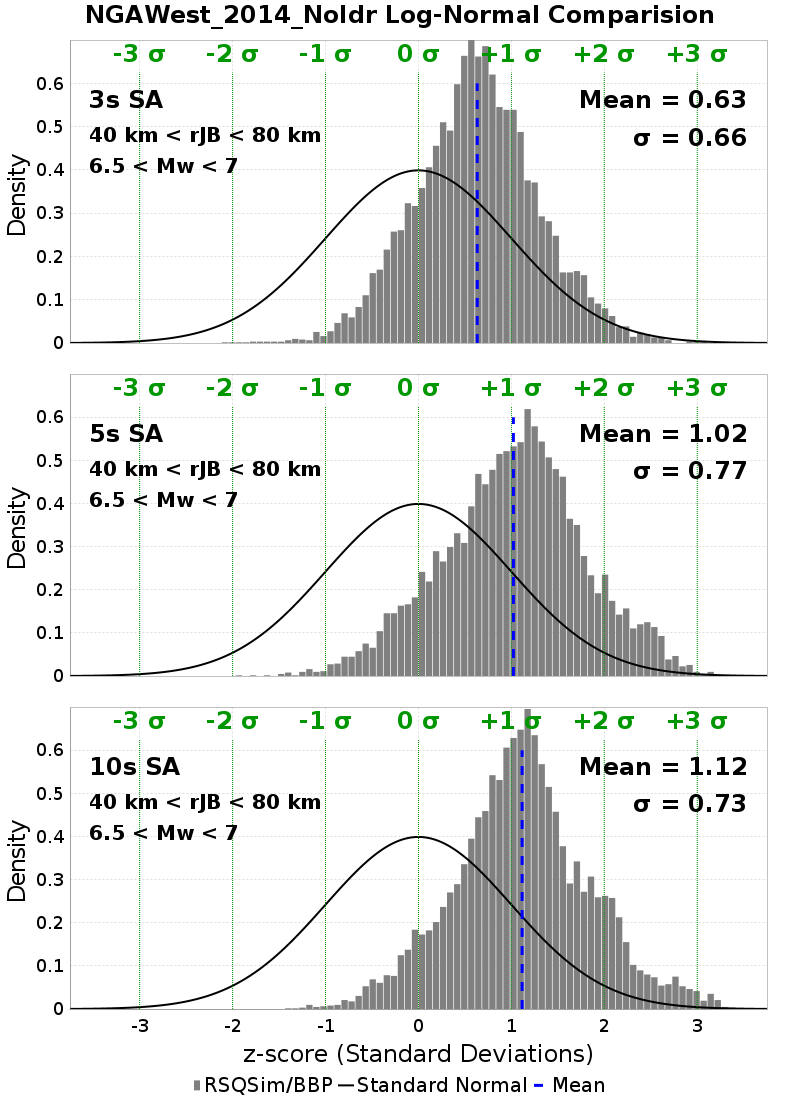 NGAWest_2014_NoIdr Log-Normal Comparision
-3 σ -2 σ -1 σ 0 σ +1 σ +2 σ +3 σ
3s SA
Mean = 0.63
40 km < rJB < 80 km
σ = 0.66
6.5 < Mw < 7
Density
0.6
0.5
0.4
0.3
0.2
0.1
0
-3 σ -2 σ -1 σ 0 σ +1 σ +2 σ +3 σ
5s SA
Mean = 1.02
40 km < rJB < 80 km
σ = 0.77
6.5 < Mw < 7
Density
0.6
0.5
0.4
0.3
0.2
0.1
0
-3 σ -2 σ -1 σ 0 σ +1 σ +2 σ +3 σ
10s SA
Mean = 1.12
40 km < rJB < 80 km
σ = 0.73
6.5 < Mw < 7
Density
0.6
0.5
0.4
0.3
0.2
0.1
0
-3 -2 -1 0 1 2 3
z-score (Standard Deviations)
RSQSim/BBP Standard Normal Mean